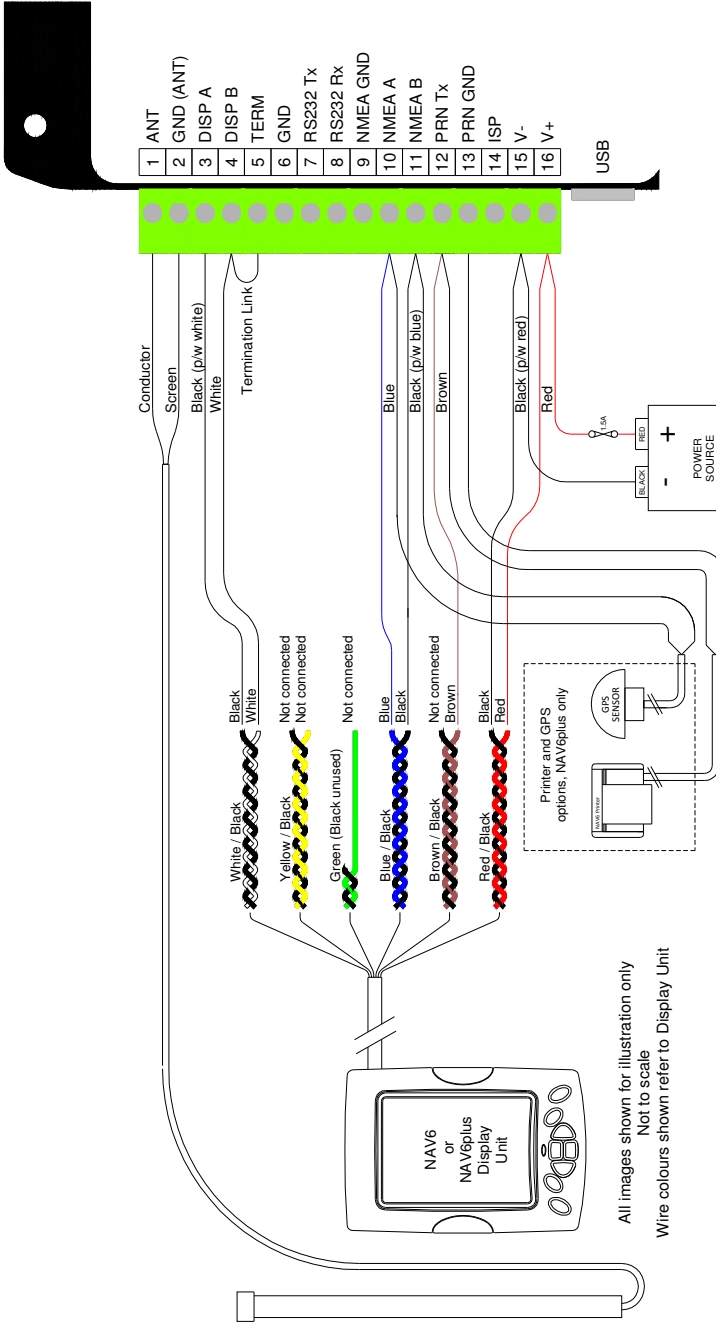 1 ANT
2 GND (ANT)
3 DISP A
4 DISP B
5 TERM
6 GND
7 RS232 Tx
8 RS232 Rx
9 NMEA GND
10 NMEA A
11 NMEA B
12 PRN Tx
13 PRN GND
14 ISP
15 V-
16 V+
USB
Conductor
Screen
Black (p/w white)
White
Termination Link
Blue
Black (p/w blue)
Brown
Black (p/w red)
Red
1.5A
BLACK
RED
-
+
POWER
SOURCE
Black
White
Not connected
Not connected
Not connected
Blue
Black
Not connected
Brown
Black
Red
White / Black
Yellow / Black
Green (Black unused)
Blue / Black
Brown / Black
Red / Black
Printer and GPS
options, NAV6plus only
GPS
SENSOR
NAV6 Printer
NAV6
or
NAV6plus
Display
Unit
All images shown for illustration only
Not to scale
Wire colours shown refer to Display Unit